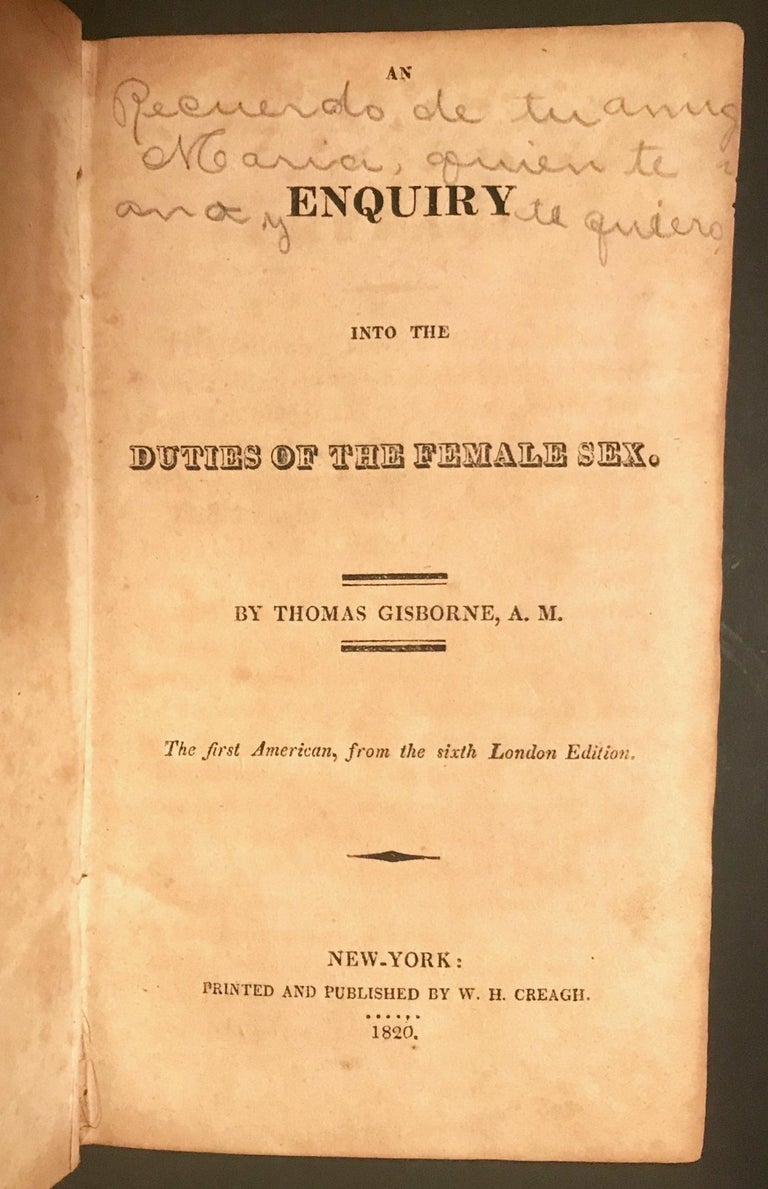 AN
Recuerdo de tu amig
Maria, quien te
ama y te quiero
ENQUIRY
INTO THE
DUTIES OF THE FEMALE SEX.
BY THOMAS GISBORNE, A. M.
The first American, from the sixth London Edition.
NEW-YORK:
PRINTED AND PUBLISHED BY W. H. CREAGH.
1820.